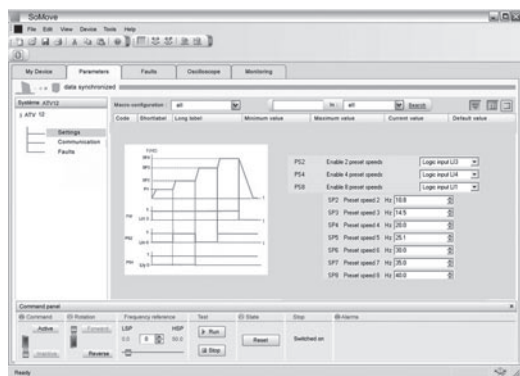 SoMove
File Edit View Device Tools Help
My Device Parameters Faults Oscilloscope Monitoring
data synchronized
Système ATV12
ATV 12
Settings
Communication
Faults
Macro-configuration : all In : all Search
Code Shortlabel Long label Minimum value Maximum value Current value Default value
PS2 Enable 2 preset speeds Logic input LI3
PS4 Enable 4 preset speeds Logic input LI4
PS8 Enable 8 preset speeds Logic input LI1
SP2 Preset speed 2 Hz 10.0
SP3 Preset speed 3 Hz 14.5
SP4 Preset speed 4 Hz 20.0
SP5 Preset speed 5 Hz 25.1
SP6 Preset speed 6 Hz 30.0
SP7 Preset speed 7 Hz 35.0
SP8 Preset speed 8 Hz 40.0
Command panel
Command Rotation Frequency reference Test State Stop Alarms
Active Forward LSP HSP Run
0.0 0 50.0 Reset Switched on
Inactive Reverse Stop
Ready